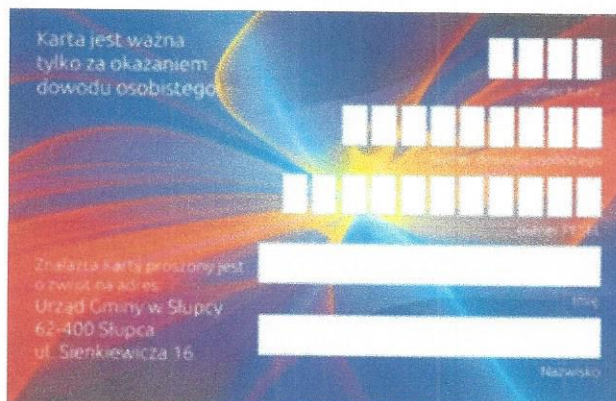 Karta jest ważna
tylko za okazaniem
dowodu osobistego
numer Karty
numer dowodu osobistego
numer PESEL
Znalazca Karty proszony jest
o zwrot na adres:
Urząd Gminy w Słupcy
62-400 Słupca
ul. Sienkiewicza 16
Imię
Nazwisko